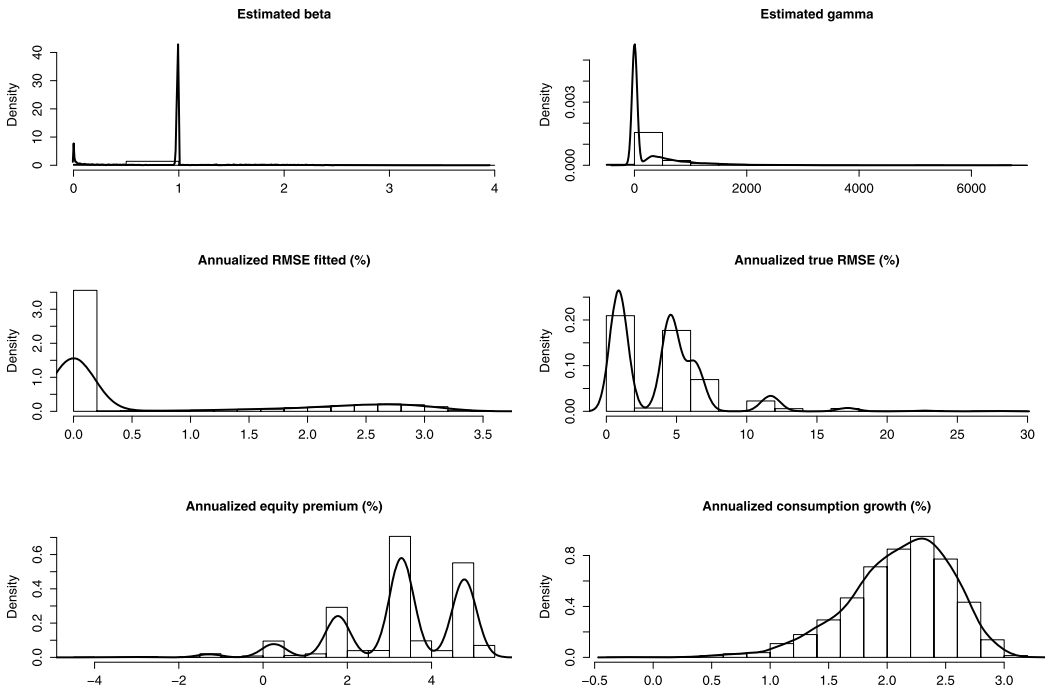 Estimated beta
Density
0 10 20 30 40
0 1 2 3 4
Estimated gamma
Density
0.000 0.003
0 2000 4000 6000
Annualized RMSE fitted (%)
Density
0.0 1.0 2.0 3.0
0.0 0.5 1.0 1.5 2.0 2.5 3.0 3.5
Annualized true RMSE (%)
Density
0.00 0.10 0.20
0 5 10 15 20 25 30
Annualized equity premium (%)
Density
0.0 0.2 0.4 0.6
−4 −2 0 2 4
Annualized consumption growth (%)
Density
0.0 0.4 0.8
−0.5 0.0 0.5 1.0 1.5 2.0 2.5 3.0